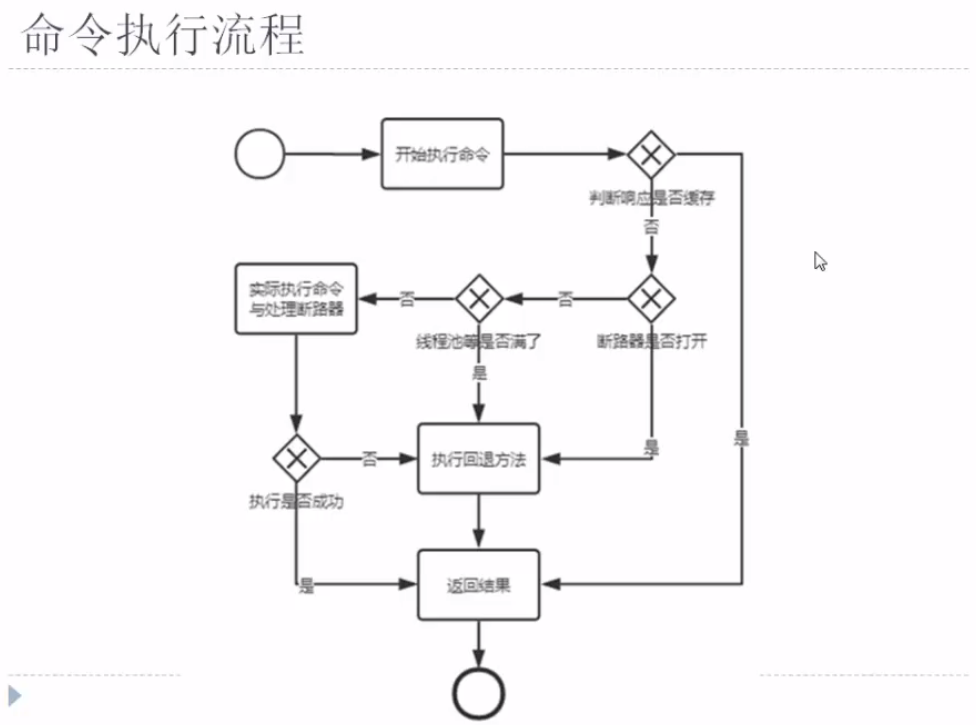 命令执行流程
开始执行命令
判断响应是否缓存
否
实际执行命令
与处理断路器
否
否
线程池等是否满了
断路器是否打开
是
是
是
执行是否成功
否
执行回退方法
是
返回结果